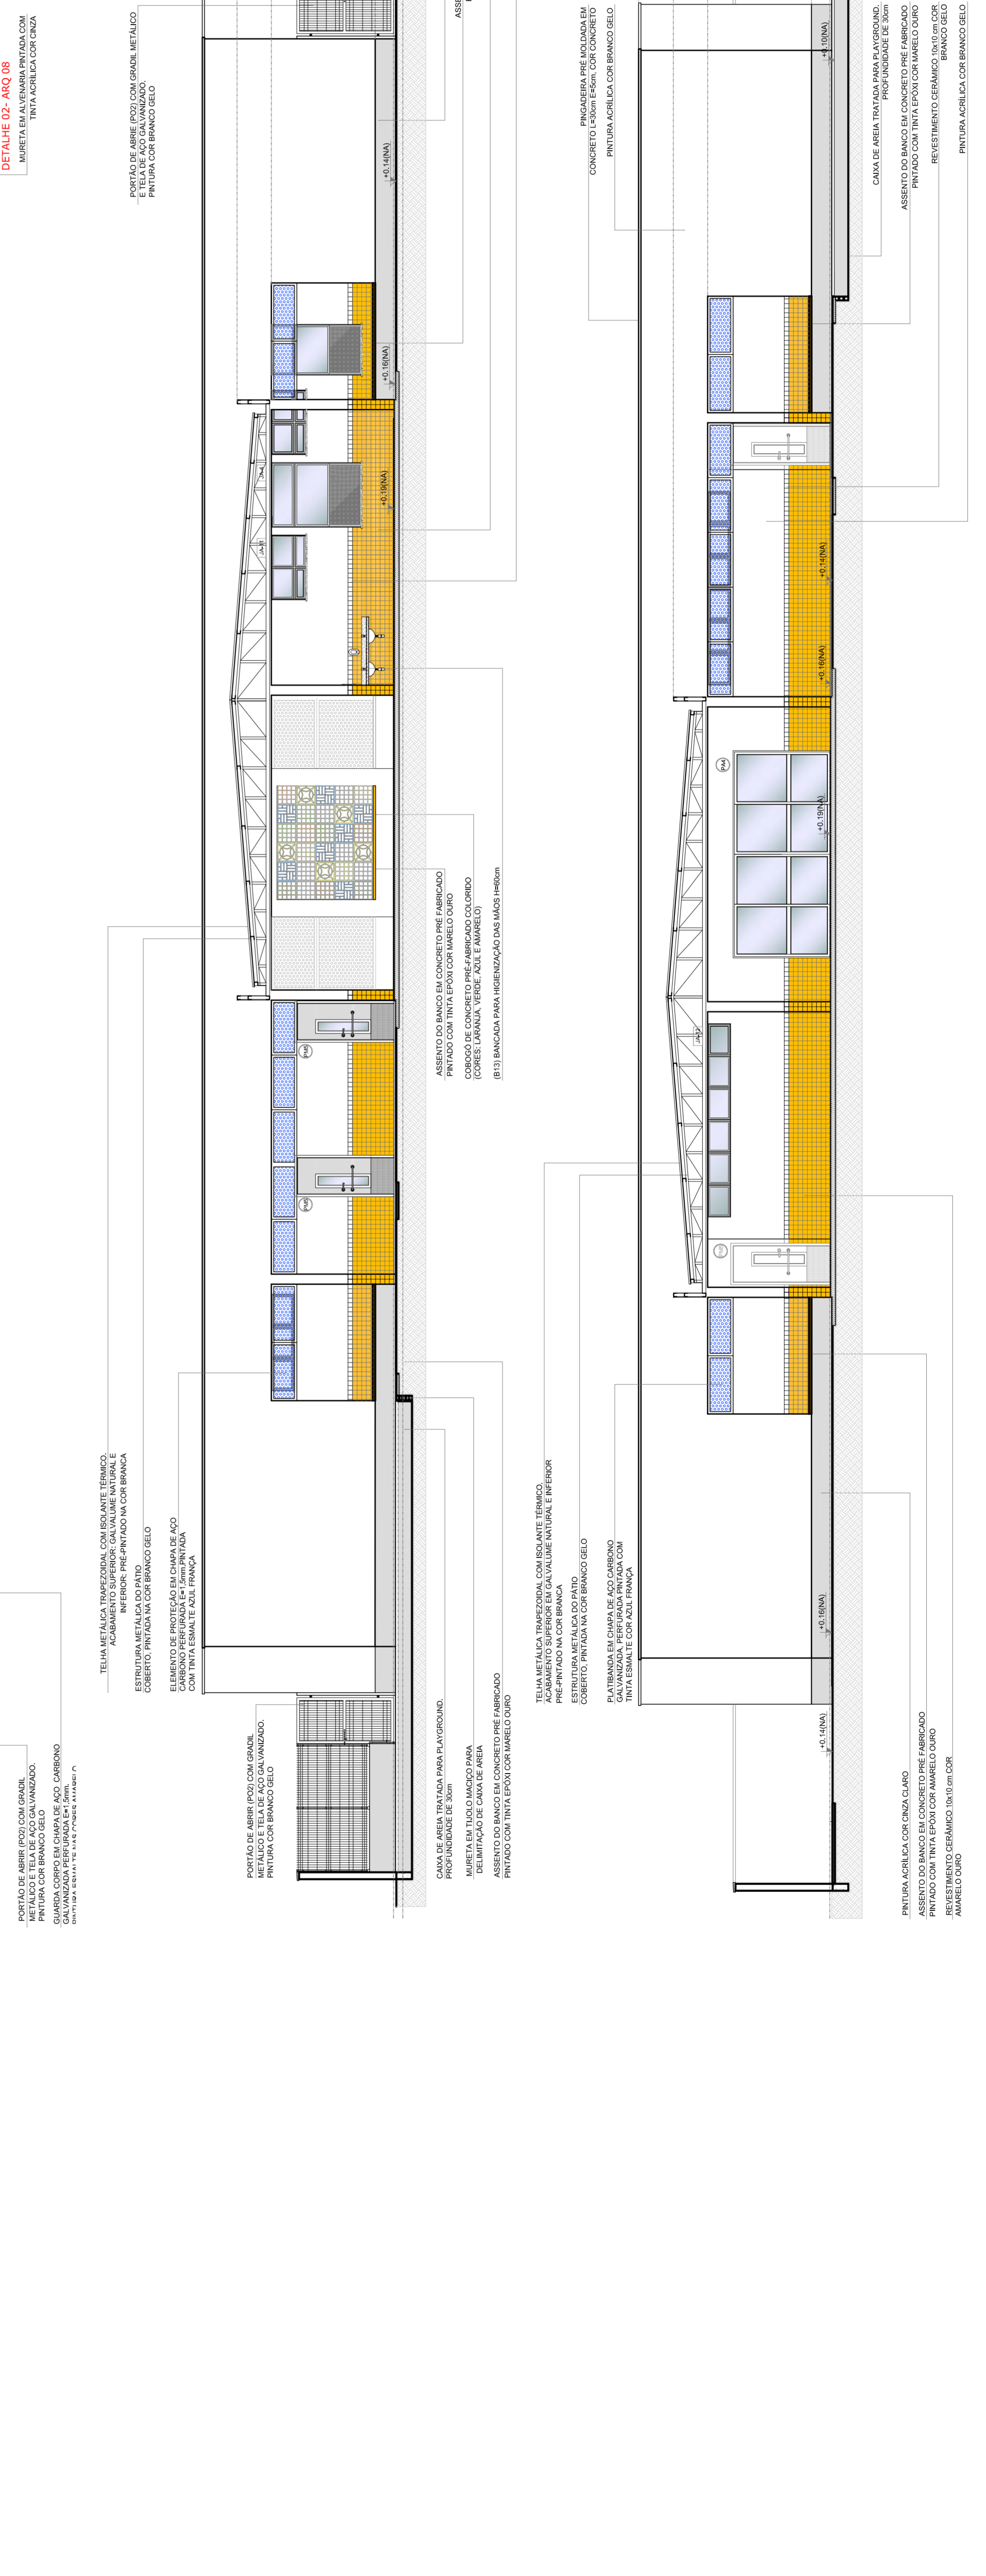 DETALHE 02- ARQ 08
MURETA EM ALVENARIA PINTADA COM
TINTA ACRÍLICA COR CINZA
PORTÃO DE ABRIE (PO2) COM GRADIL METÁLICO
E TELA DE AÇO GALVANIZADO.
PINTURA COR BRANCO GELO
PORTÃO DE ABRIR (PO2) COM GRADIL
METÁLICO E TELA DE AÇO GALVANIZADO.
PINTURA COR BRANCO GELO
GUARDA CORPO EM CHAPA DE AÇO CARBONO
GALVANIZADA PERFURADA E=1,5mm,
TELHA METÁLICA TRAPEZOIDAL COM ISOLANTE TÉRMICO.
ACABAMENTO SUPERIOR: GALVALUME NATURAL E
INFERIOR: PRÉ-PINTADO NA COR BRANCA
ESTRUTURA METÁLICA DO PÁTIO
COBERTO, PINTADA NA COR BRANCO GELO
ELEMENTO DE PROTEÇÃO EM CHAPA DE AÇO
CARBONO PERFURADA E=1,5mm,PINTADA
COM TINTA ESMALTE AZUL FRANÇA
PORTÃO DE ABRIR (PO2) COM GRADIL
METÁLICO E TELA DE AÇO GALVANIZADO.
PINTURA COR BRANCO GELO
PM5
PM5
JA-11
+0,19(NA)
+0,16(NA)
+0,14(NA)
CAIXA DE AREIA TRATADA PARA PLAYGROUND.
PROFUNDIDADE DE 30cm
MURETA EM TIJOLO MACIÇO PARA
DELIMITAÇÃO DE CAIXA DE AREIA
ASSENTO DO BANCO EM CONCRETO PRÉ FABRICADO
PINTADO COM TINTA EPÓXI COR MARELO OURO
ASSENTO DO BANCO EM CONCRETO PRÉ FABRICADO
PINTADO COM TINTA EPÓXI COR MARELO OURO
COBOGÓ DE CONCRETO PRÉ-FABRICADO COLORIDO
(CORES: LARANJA, VERDE, AZUL E AMARELO)
(B13) BANCADA PARA HIGIENIZAÇÃO DAS MÃOS H=60cm
ASSE
TELHA METÁLICA TRAPEZOIDAL COM ISOLANTE TÉRMICO.
ACABAMENTO SUPERIOR EM GALVALUME NATURAL E INFERIOR
PRÉ-PINTADO NA COR BRANCA
ESTRUTURA METÁLICA DO PÁTIO
COBERTO, PINTADA NA COR BRANCO GELO
PLATIBANDA EM CHAPA DE AÇO CARBONO
GALVANIZADA, PERFURADA PINTADA COM
TINTA ESMALTE COR AZUL FRANÇA
PINGADEIRA PRÉ MOLDADA EM
CONCRETO L=30cm E=5cm, COR CONCRETO
PINTURA ACRÍLICA COR BRANCO GELO
PA4
+0,14(NA)
+0,16(NA)
+0,19(NA)
+0,16(NA)
+0,14(NA)
+0,10(NA)
CAIXA DE AREIA TRATADA PARA PLAYGROUND.
PROFUNDIDADE DE 30cm
ASSENTO DO BANCO EM CONCRETO PRÉ FABRICADO
PINTADO COM TINTA EPÓXI COR MARELO OURO
REVESTIMENTO CERÂMICO 10x10 cm COR
BRANCO GELO
PINTURA ACRÍLICA COR BRANCO GELO
PINTURA ACRÍLICA COR CINZA CLARO
ASSENTO DO BANCO EM CONCRETO PRÉ FABRICADO
PINTADO COM TINTA EPÓXI COR AMARELO OURO
REVESTIMENTO CERÂMICO 10x10 cm COR
AMARELO OURO